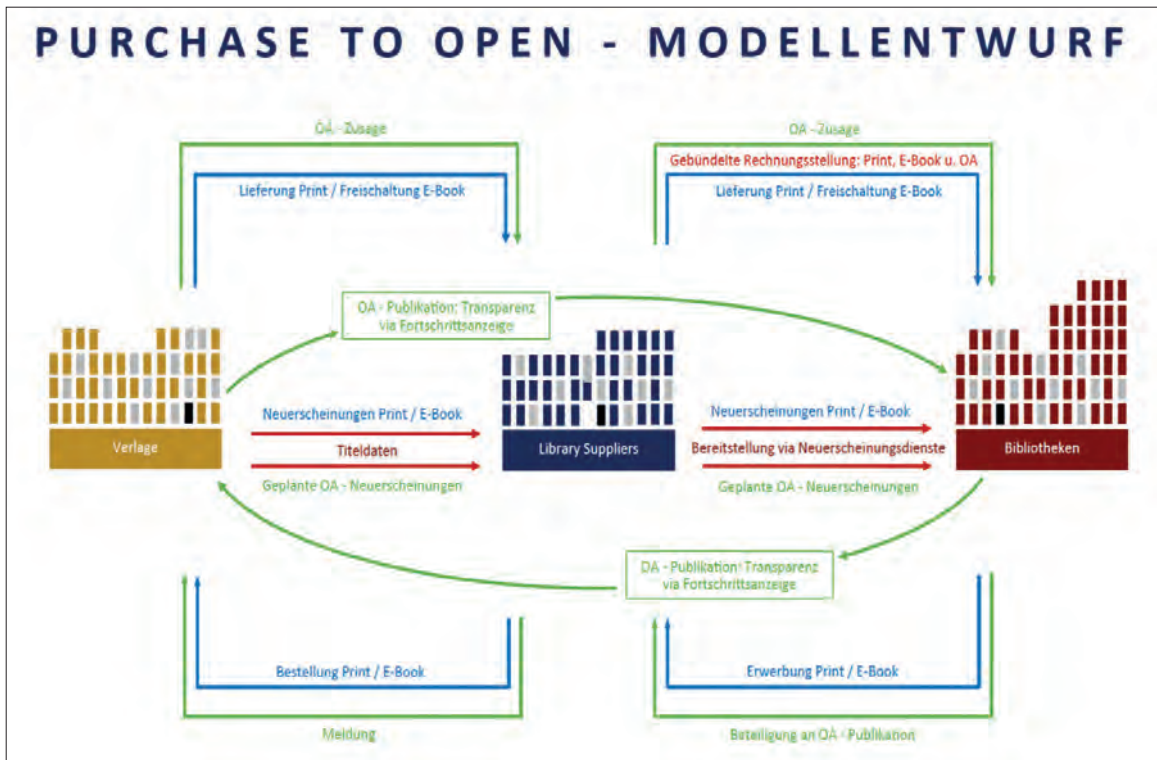 PURCHASE TO OPEN - MODELLENTWURF
OA - Zusage
OA - Zusage
Gebündelte Rechnungsstellung: Print, E-Book u. OA
Lieferung Print / Freischaltung E-Book
Lieferung Print / Freischaltung E-Book
OA - Publikation: Transparenz
via Fortschrittsanzeige
Neuerscheinungen Print / E-Book
Neuerscheinungen Print / E-Book
Verlage
Titeldaten
Library Suppliers
Bereitstellung via Neuerscheinungsdienste
Bibliotheken
Geplante OA - Neuerscheinungen
Geplante OA - Neuerscheinungen
OA - Publikation: Transparenz
via Fortschrittsanzeige
Bestellung Print / E-Book
Erwerbung Print / E-Book
Meldung
Beteiligung an OA - Publikation